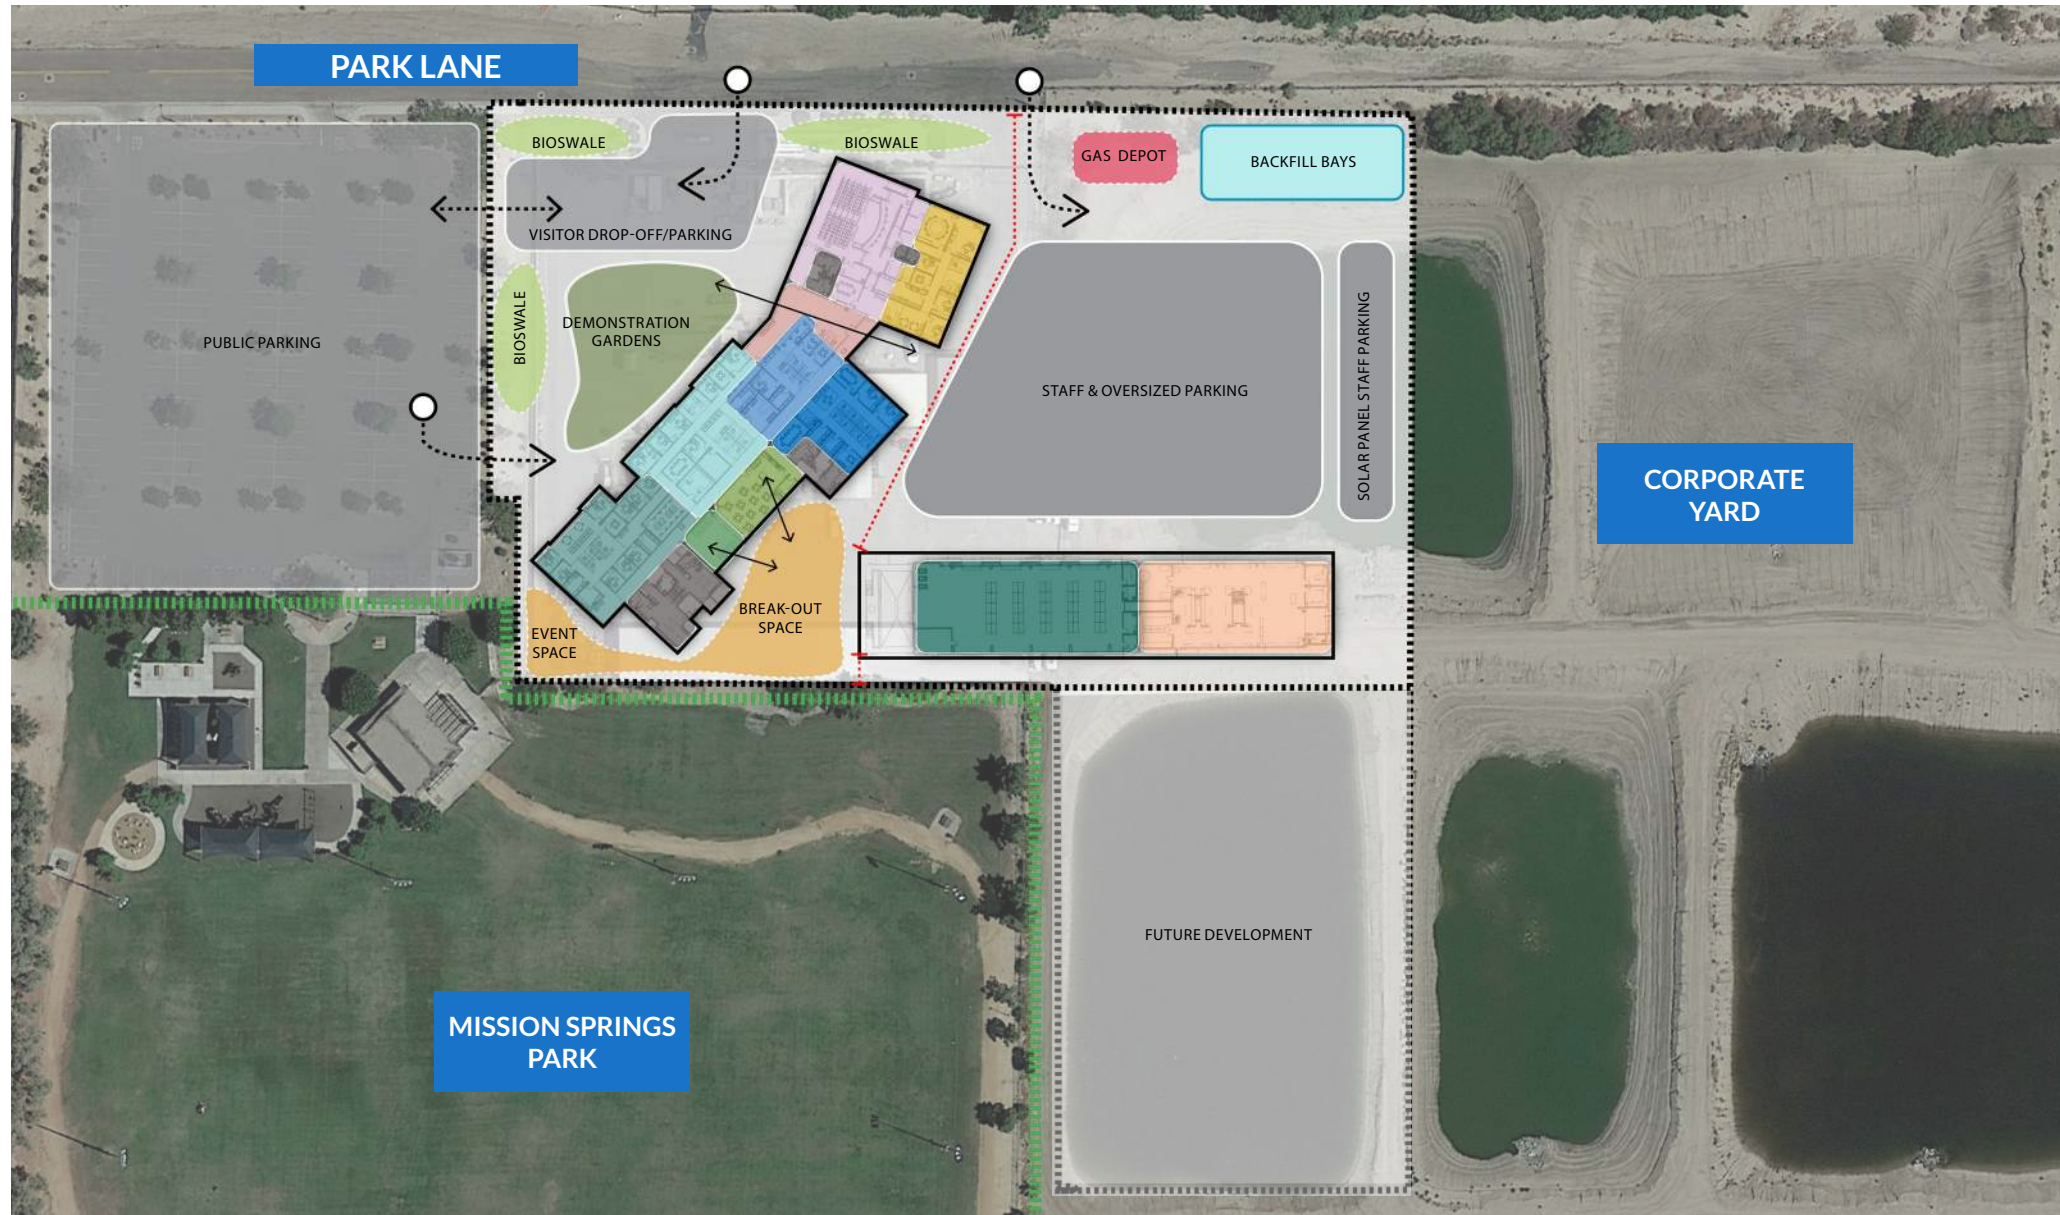 PARK LANE
BIOSWALE
BIOSWALE
GAS DEPOT
BACKFILL BAYS
VISITOR DROP-OFF/PARKING
BIOSWALE
DEMONSTRATION
GARDENS
PUBLIC PARKING
STAFF & OVERSIZED PARKING
SOLAR PANEL STAFF PARKING
CORPORATE
YARD
BREAK-OUT
SPACE
EVENT
SPACE
FUTURE DEVELOPMENT
MISSION SPRINGS
PARK